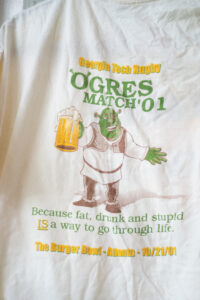 Georgia Tech Rugby
"OGRES
MATCH '01
Because fat, drunk and stupid
IS a way to go through life.
The Burger Bowl - Atlanta - 10/21/01